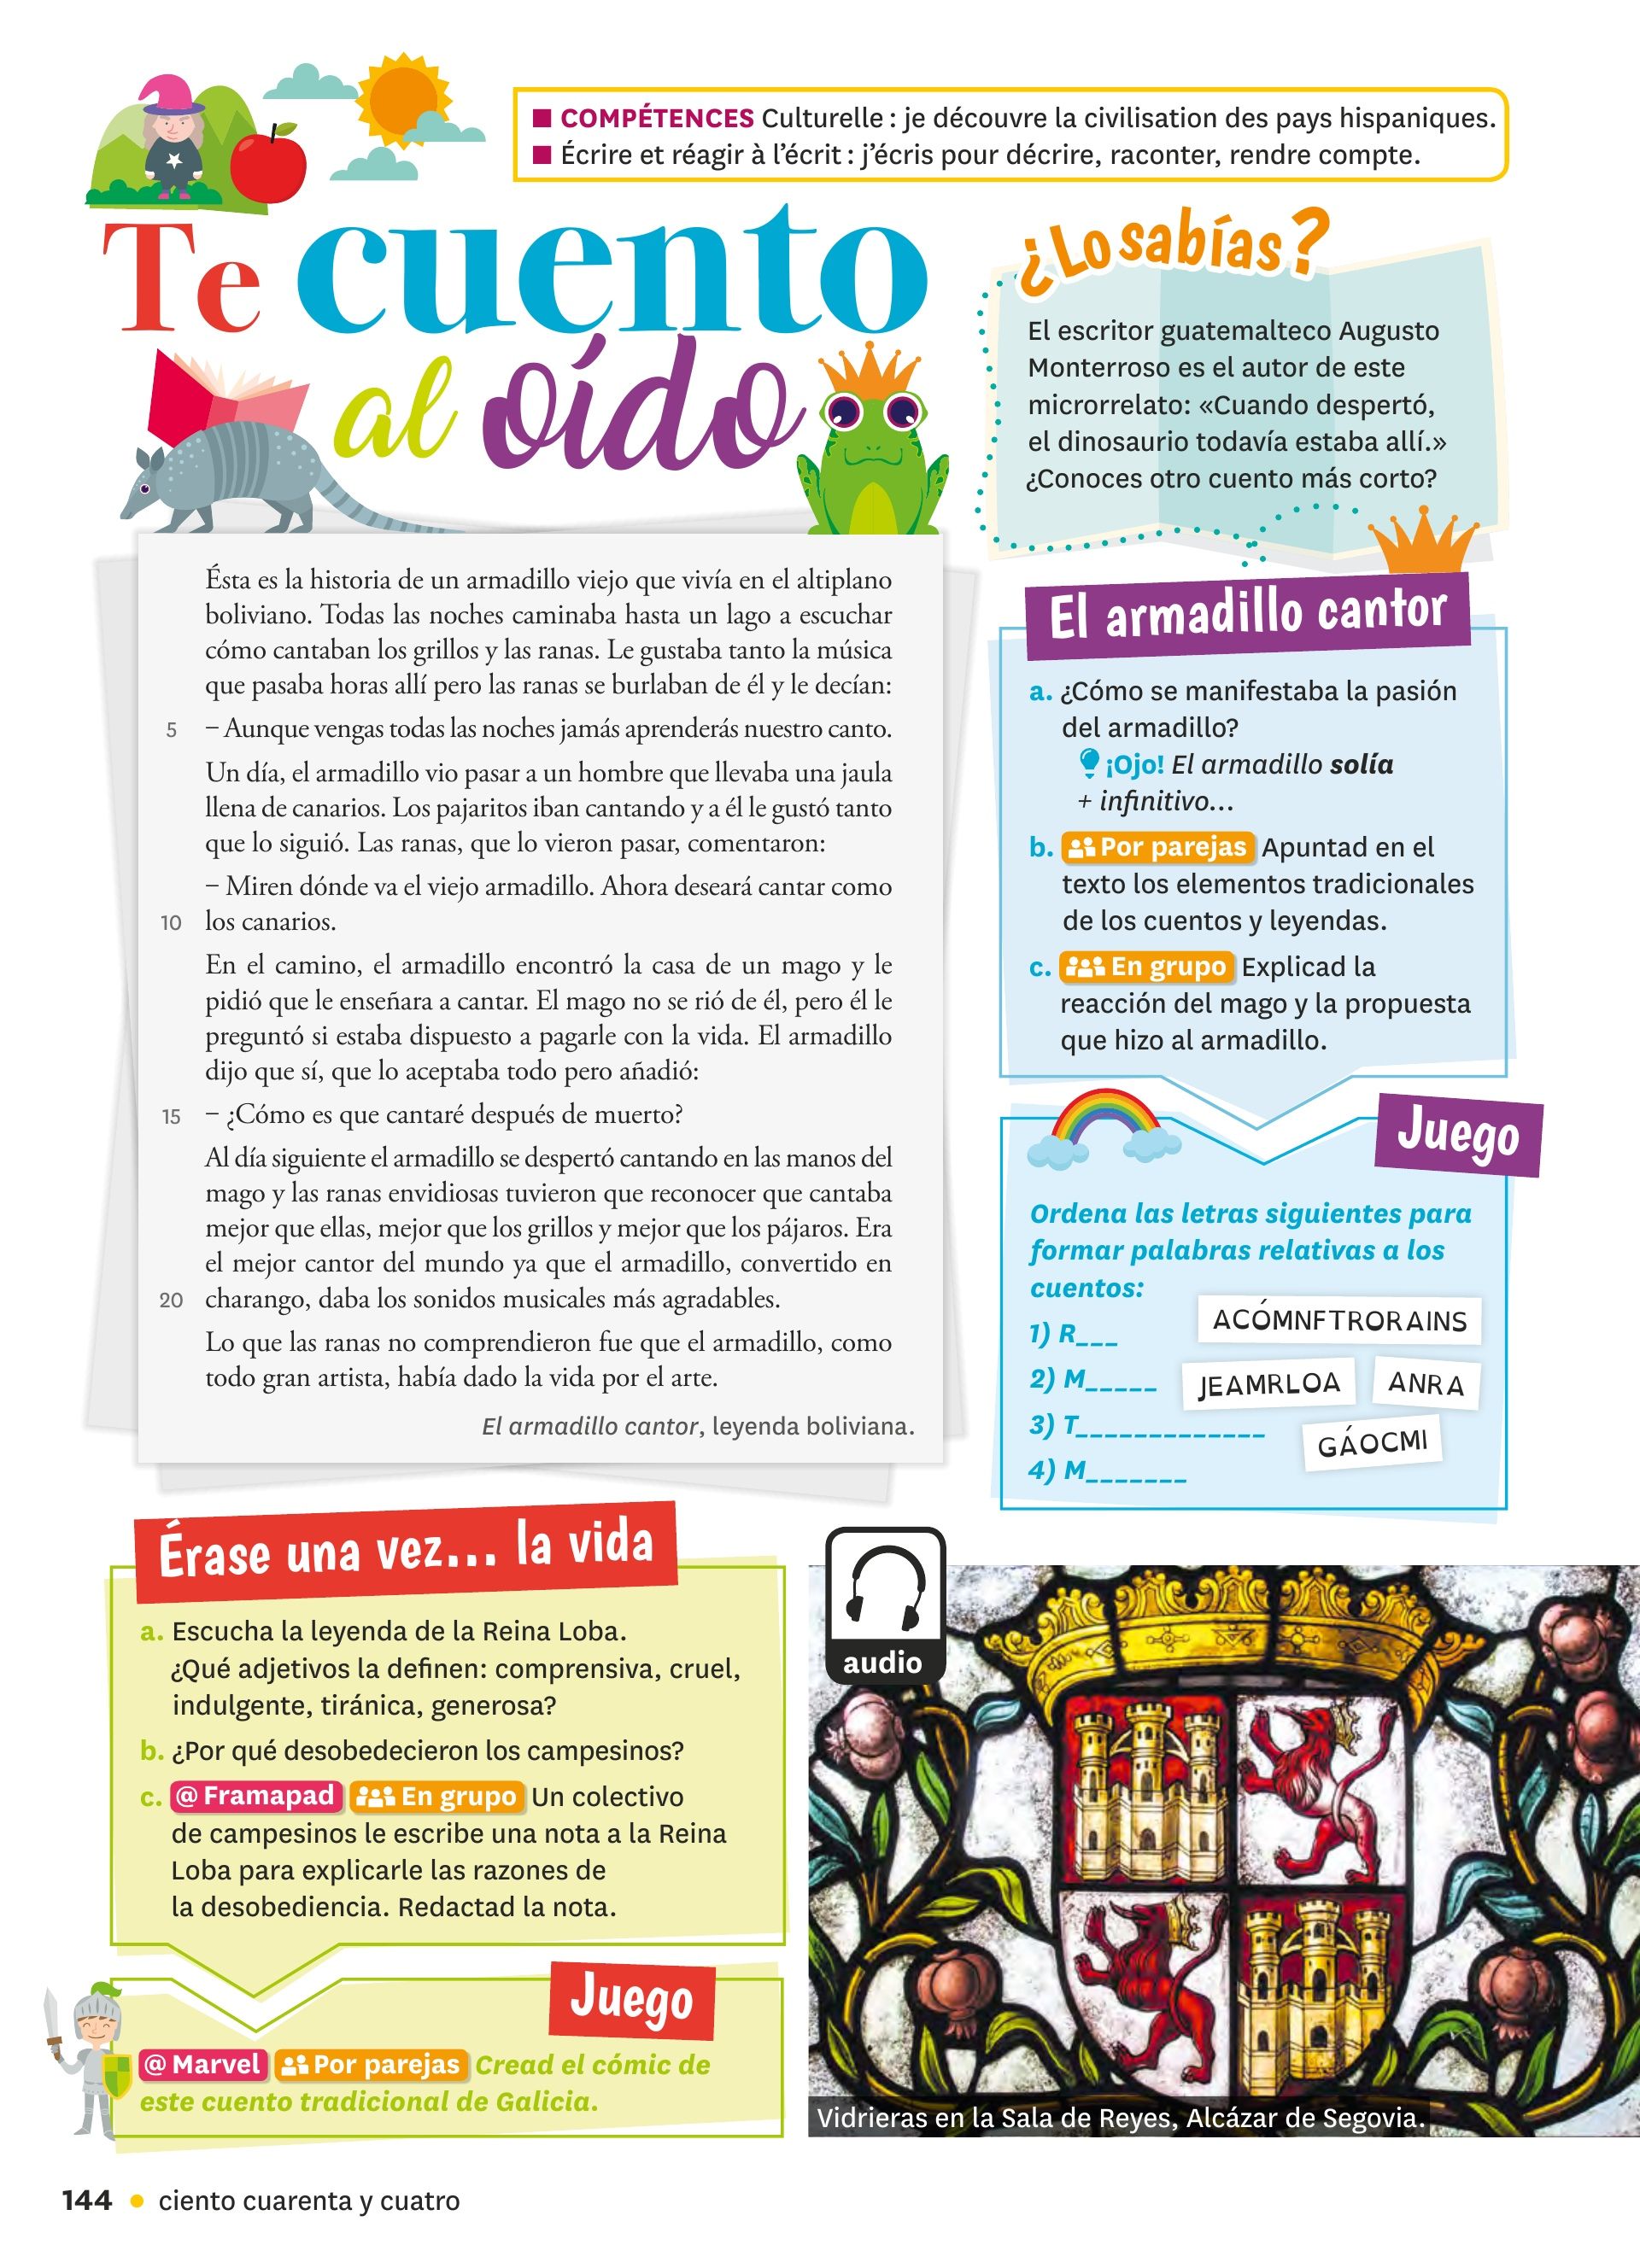 ■ COMPÉTENCES Culturelle : je découvre la civilisation des pays hispaniques.
■ Écrire et réagir à l'écrit : j'écris pour décrire, raconter, rendre compte.
Te cuento
al oído
¿Lo sabías?
El escritor guatemalteco Augusto
Monterroso es el autor de este
microrrelato: «Cuando despertó,
el dinosaurio todavía estaba allí.»
¿Conoces otro cuento más corto?
Ésta es la historia de un armadillo viejo que vivía en el altiplano
boliviano. Todas las noches caminaba hasta un lago a escuchar
cómo cantaban los grillos y las ranas. Le gustaba tanto la música
que pasaba horas allí pero las ranas se burlaban de él y le decían:
5 – Aunque vengas todas las noches jamás aprenderás nuestro canto.
Un día, el armadillo vio pasar a un hombre que llevaba una jaula
llena de canarios. Los pajaritos iban cantando y a él le gustó tanto
que lo siguió. Las ranas, que lo vieron pasar, comentaron:
– Miren dónde va el viejo armadillo. Ahora deseará cantar como
10 los canarios.
En el camino, el armadillo encontró la casa de un mago y le
pidió que le enseñara a cantar. El mago no se rió de él, pero él le
preguntó si estaba dispuesto a pagarle con la vida. El armadillo
dijo que sí, que lo aceptaba todo pero añadió:
15 – ¿Cómo es que cantaré después de muerto?
Al día siguiente el armadillo se despertó cantando en las manos del
mago y las ranas envidiosas tuvieron que reconocer que cantaba
mejor que ellas, mejor que los grillos y mejor que los pájaros. Era
el mejor cantor del mundo ya que el armadillo, convertido en
20 charango, daba los sonidos musicales más agradables.
Lo que las ranas no comprendieron fue que el armadillo, como
todo gran artista, había dado la vida por el arte.
El armadillo cantor, leyenda boliviana.
El armadillo cantor
a. ¿Cómo se manifestaba la pasión
del armadillo?
¡Ojo! El armadillo solía
+ infinitivo…
b. Por parejas Apuntad en el
texto los elementos tradicionales
de los cuentos y leyendas.
c. En grupo Explicad la
reacción del mago y la propuesta
que hizo al armadillo.
Juego
Ordena las letras siguientes para
formar palabras relativas a los
cuentos:
ACÓMNFTRORAINS
1) R___
2) M_____
JEAMRLOA
ANRA
3) T_____________
GÁOCMI
4) M_______
Érase una vez… la vida
a. Escucha la leyenda de la Reina Loba.
¿Qué adjetivos la definen: comprensiva, cruel,
indulgente, tiránica, generosa?
b. ¿Por qué desobedecieron los campesinos?
c. @ Framapad En grupo Un colectivo
de campesinos le escribe una nota a la Reina
Loba para explicarle las razones de
la desobediencia. Redactad la nota.
Juego
@ Marvel Por parejas Cread el cómic de
este cuento tradicional de Galicia.
audio
Vidrieras en la Sala de Reyes, Alcázar de Segovia.
144 • ciento cuarenta y cuatro